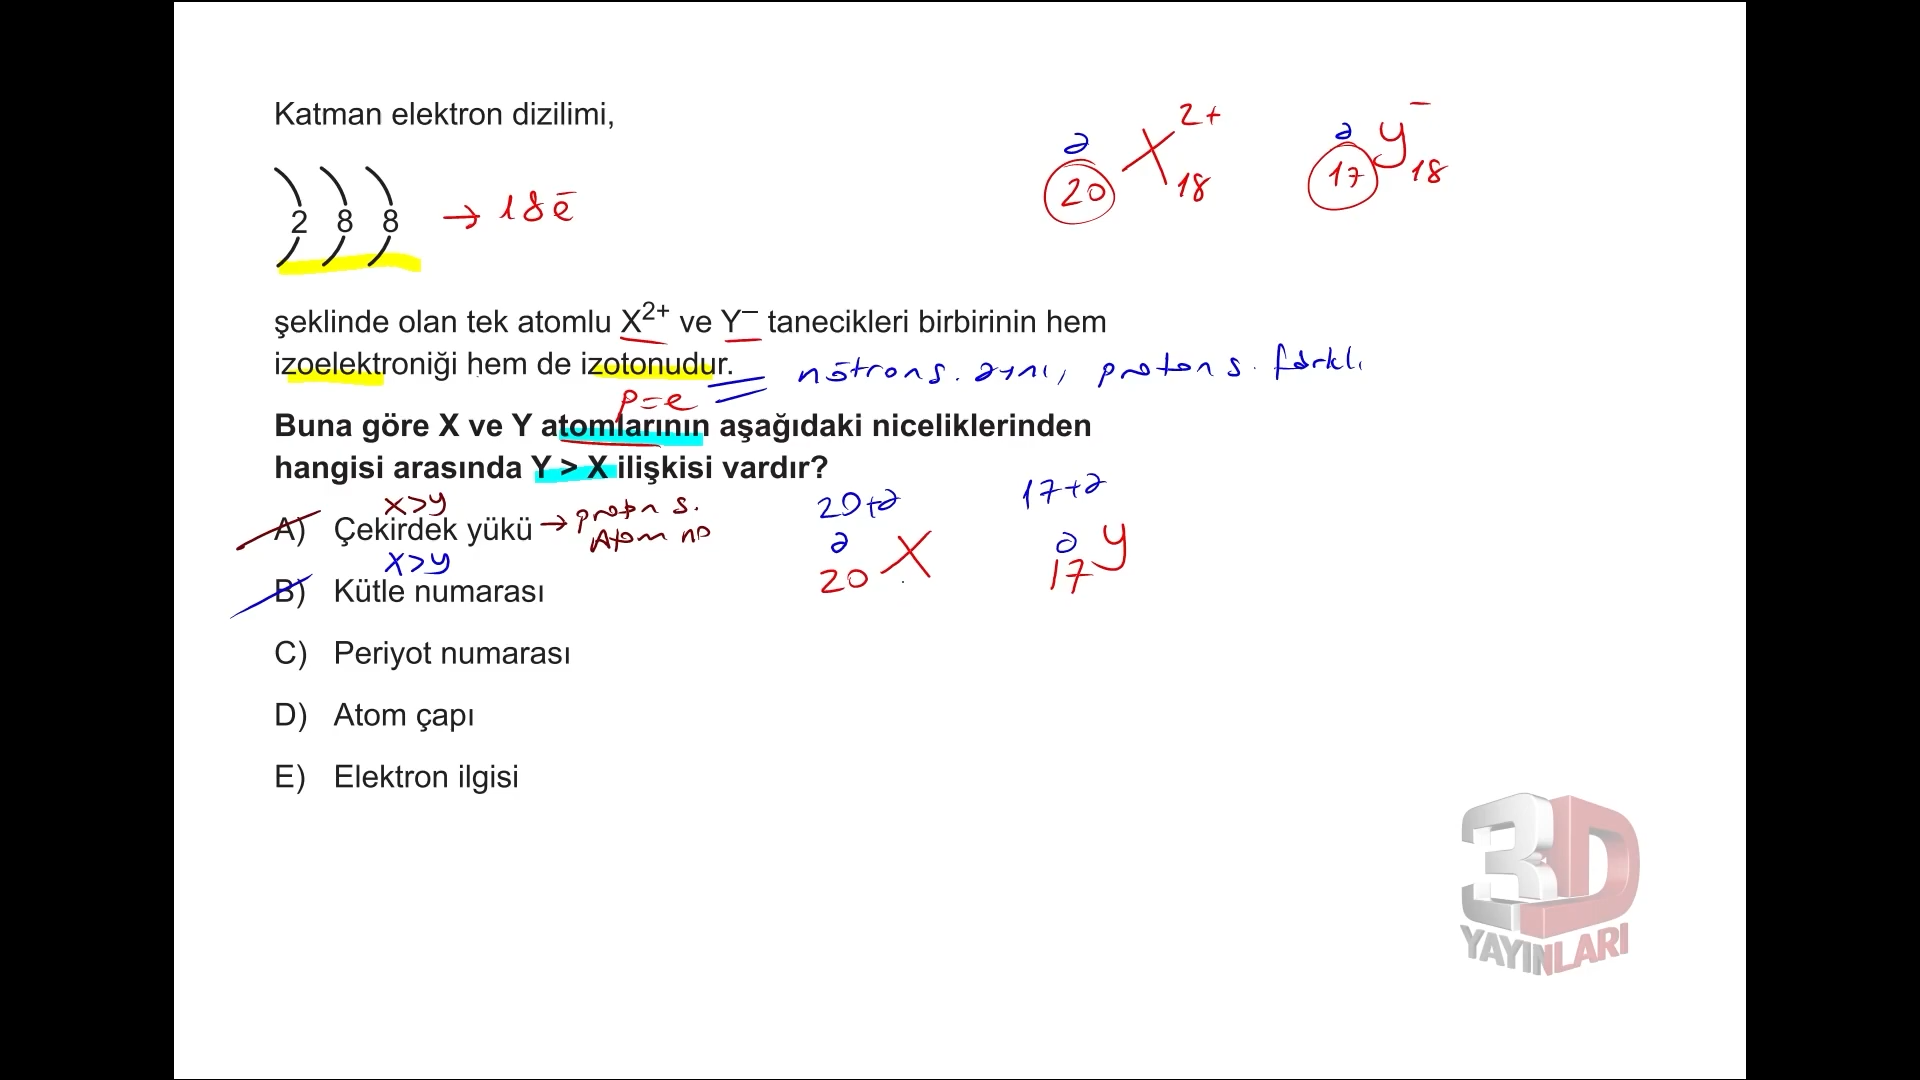 Katman elektron dizilimi,
2 8 8 → 18ē
a 20 X 2+ 18
a 17 y – 18
şeklinde olan tek atomlu X2+ ve Y– tanecikleri birbirinin hem
izoelektroniği hem de izotonudur.
nötron s. aynı, proton s. farklı
p=e
Buna göre X ve Y atomlarının aşağıdaki niceliklerinden
hangisi arasında Y > X ilişkisi vardır?
x>y
A) Çekirdek yükü → proton s.
Atom no
20+a
a
20 X
17+a
a
17 y
x>y
B) Kütle numarası
C) Periyot numarası
D) Atom çapı
E) Elektron ilgisi
3D
YAYINLARI